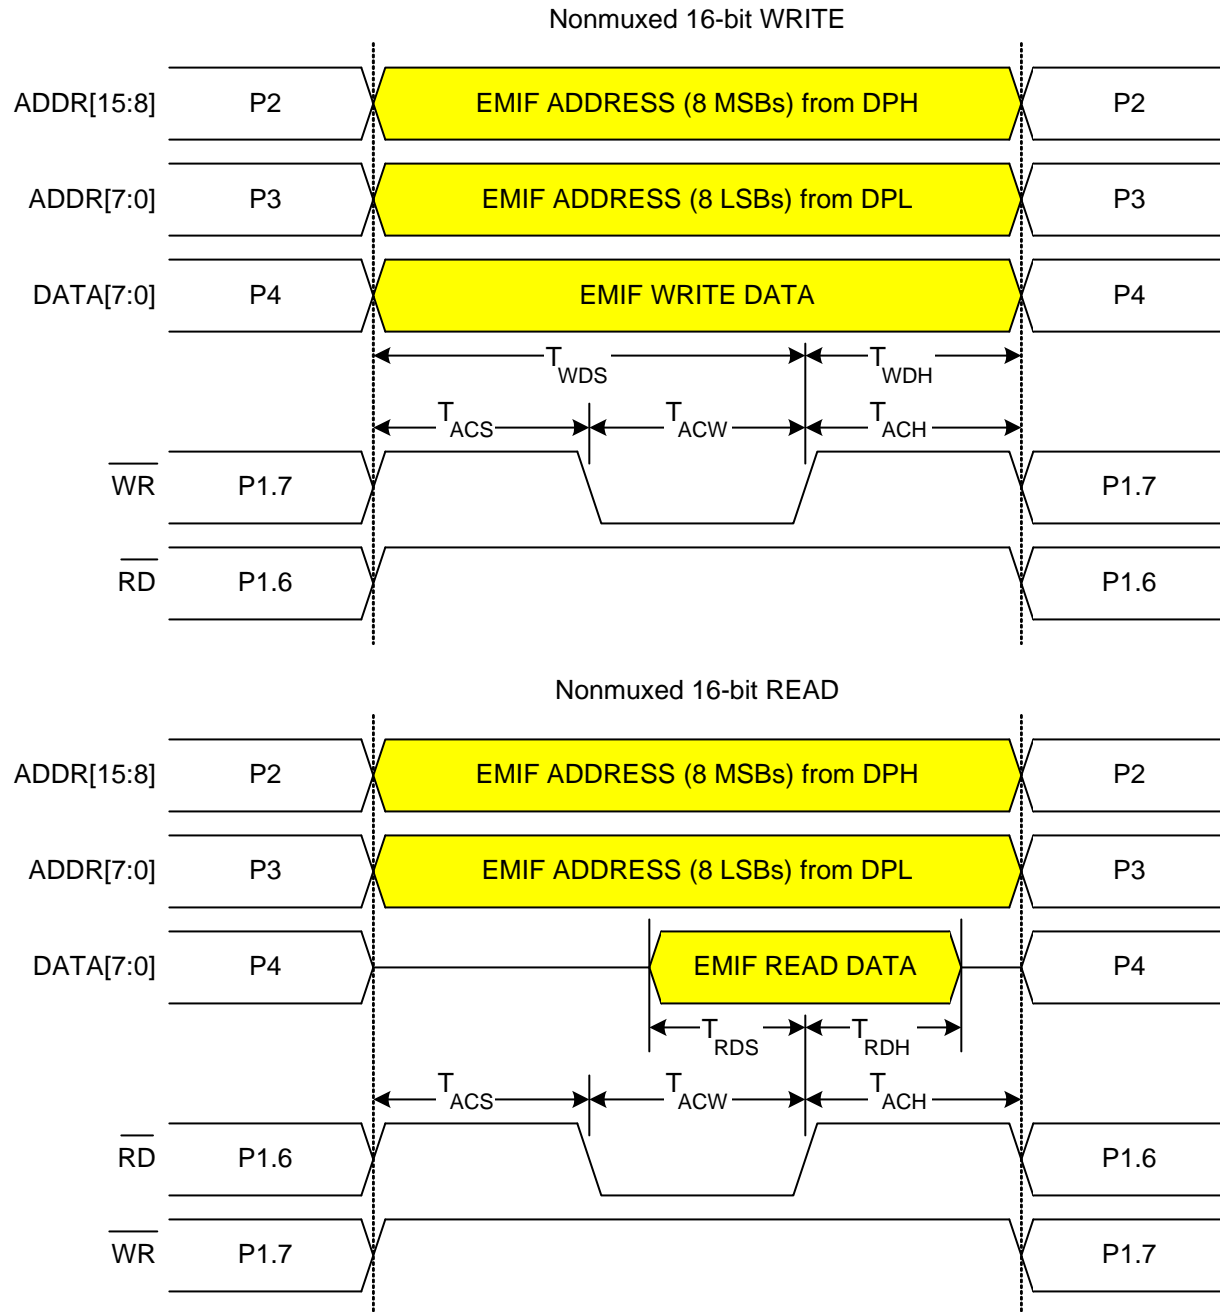 Nonmuxed 16-bit WRITE
ADDR[15:8] P2 EMIF ADDRESS (8 MSBs) from DPH P2
ADDR[7:0] P3 EMIF ADDRESS (8 LSBs) from DPL P3
DATA[7:0] P4 EMIF WRITE DATA P4
TWDS TWDH
TACS TACW TACH
WR P1.7 P1.7
RD P1.6 P1.6
Nonmuxed 16-bit READ
ADDR[15:8] P2 EMIF ADDRESS (8 MSBs) from DPH P2
ADDR[7:0] P3 EMIF ADDRESS (8 LSBs) from DPL P3
DATA[7:0] P4 EMIF READ DATA P4
TRDS TRDH
TACS TACW TACH
RD P1.6 P1.6
WR P1.7 P1.7